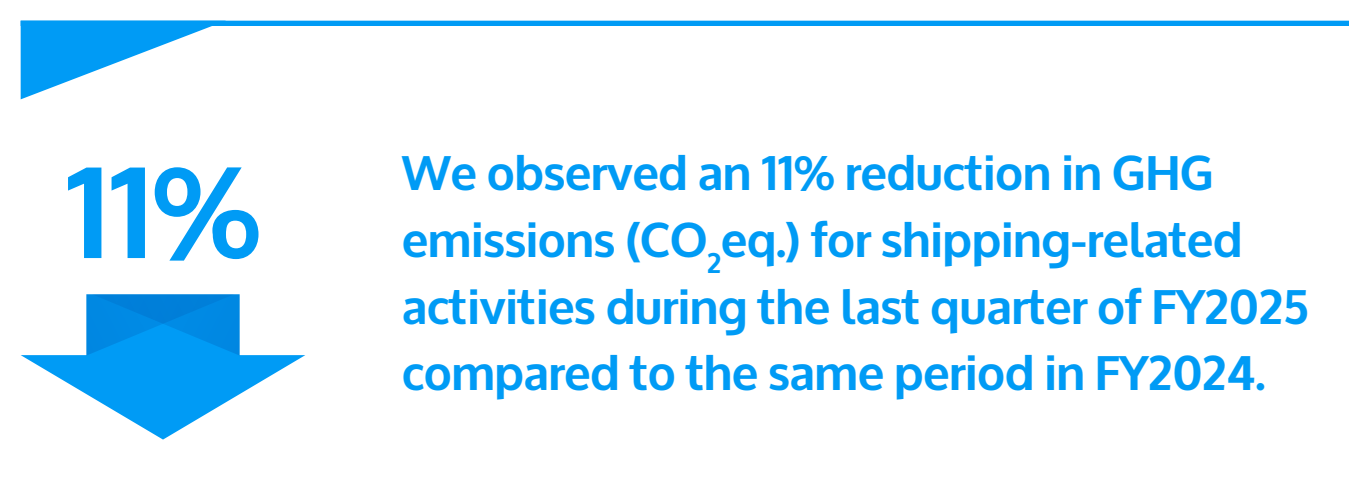 11%
We observed an 11% reduction in GHG
emissions (CO₂eq.) for shipping-related
activities during the last quarter of FY2025
compared to the same period in FY2024.